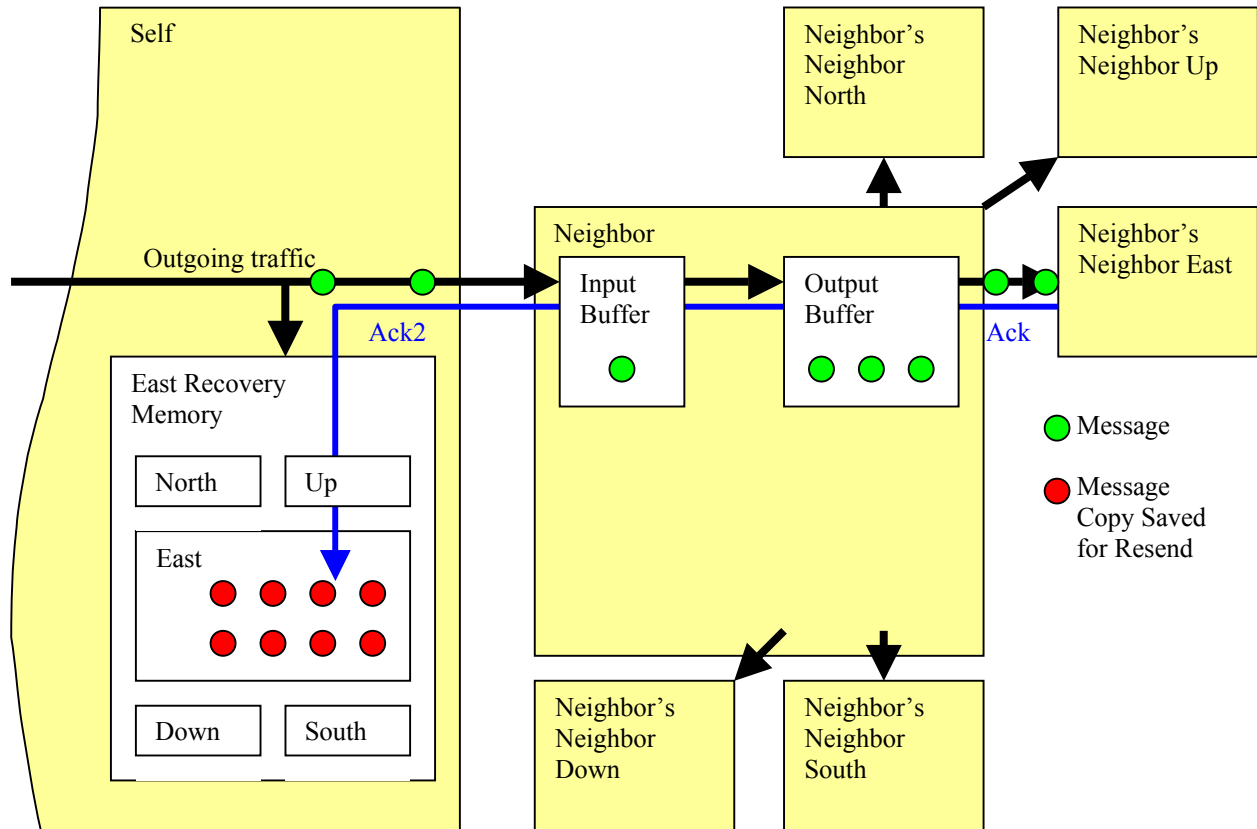 Self
Neighbor’s
Neighbor
North
Neighbor’s
Neighbor Up
Outgoing traffic
Neighbor
Neighbor’s
Neighbor East
Input
Buffer
Output
Buffer
Ack2
Ack
East Recovery
Memory
North
Up
East
Down
South
Message
Message
Copy Saved
for Resend
Neighbor’s
Neighbor
Down
Neighbor’s
Neighbor
South